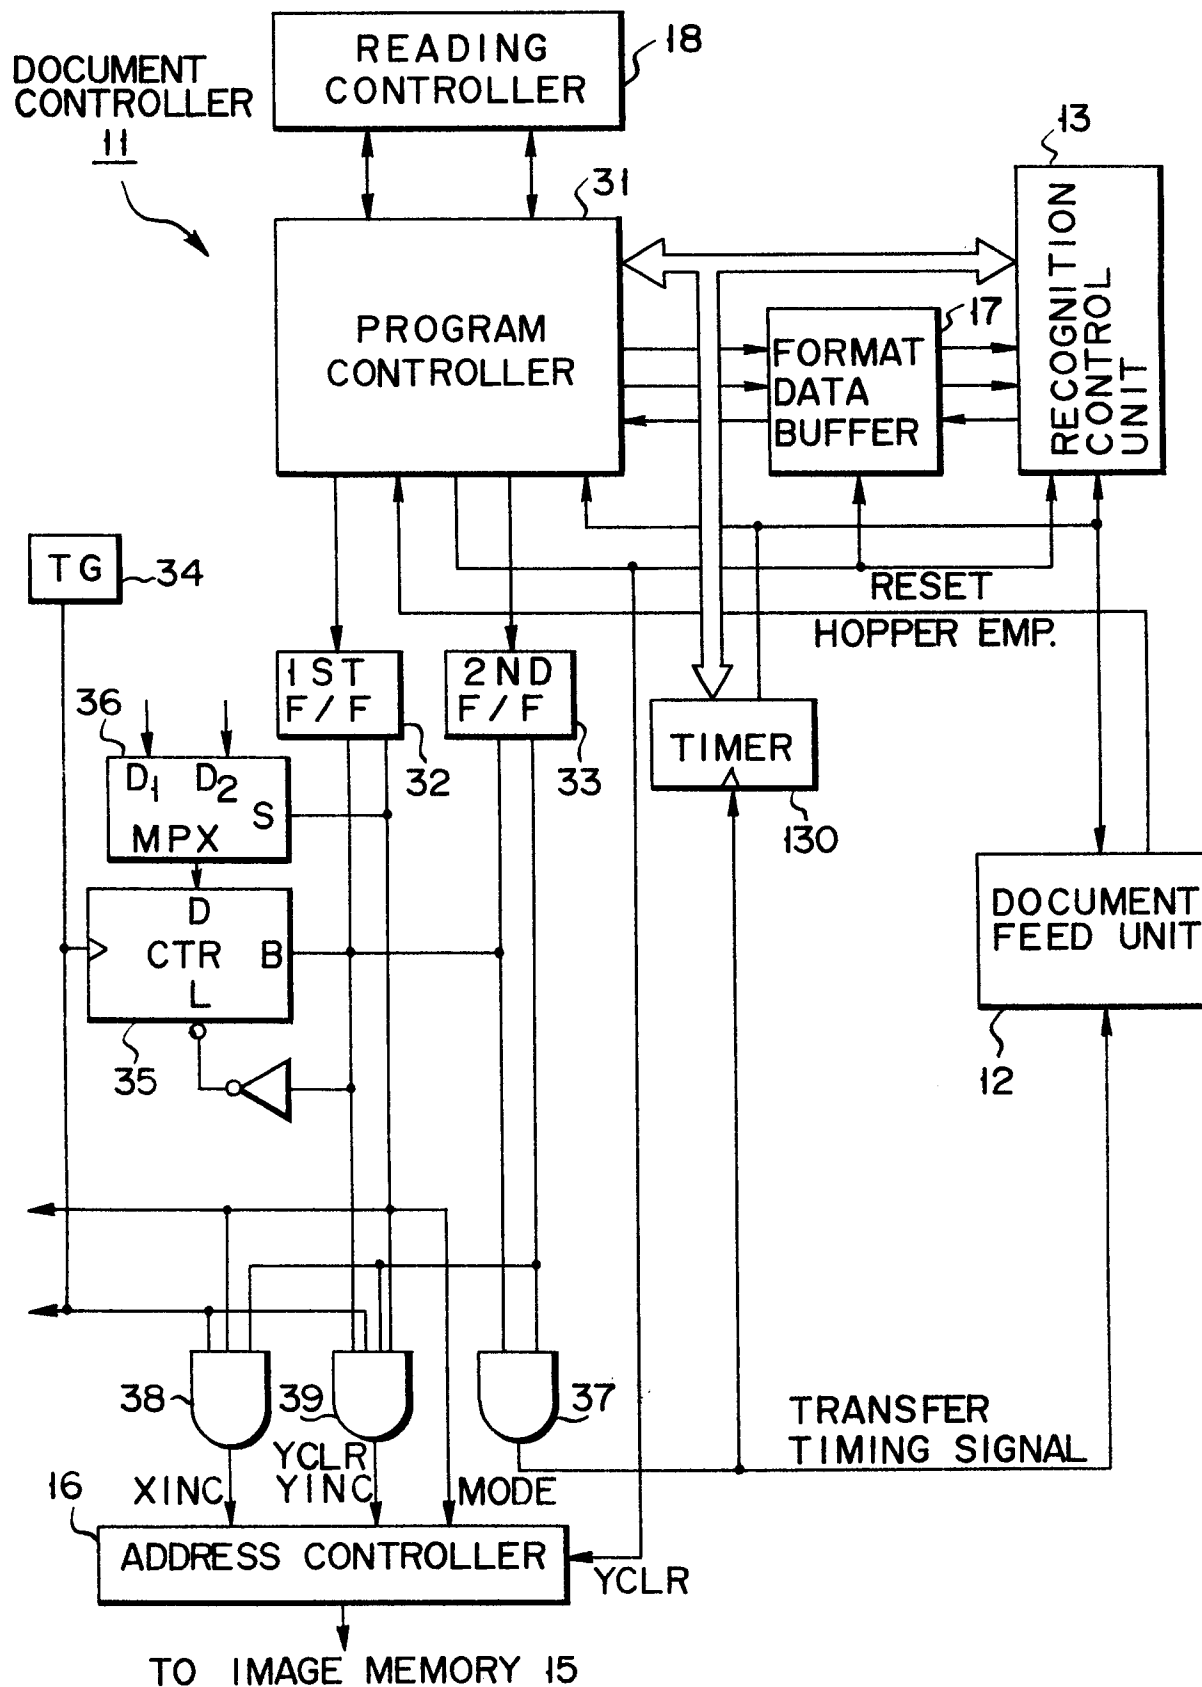 READING
CONTROLLER
18
DOCUMENT
CONTROLLER
11
13
31
RECOGNITION
CONTROL
UNIT
PROGRAM
CONTROLLER
17
FORMAT
DATA
BUFFER
TG
34
RESET
HOPPER EMP.
1ST
F/F
32
2ND
F/F
33
36
D1 D2
S
MPX
TIMER
130
D
CTR B
L
35
DOCUMENT
FEED UNIT
12
38
39
37
TRANSFER
TIMING SIGNAL
XINC
YCLR
YINC
MODE
16
ADDRESS CONTROLLER
YCLR
TO IMAGE MEMORY 15